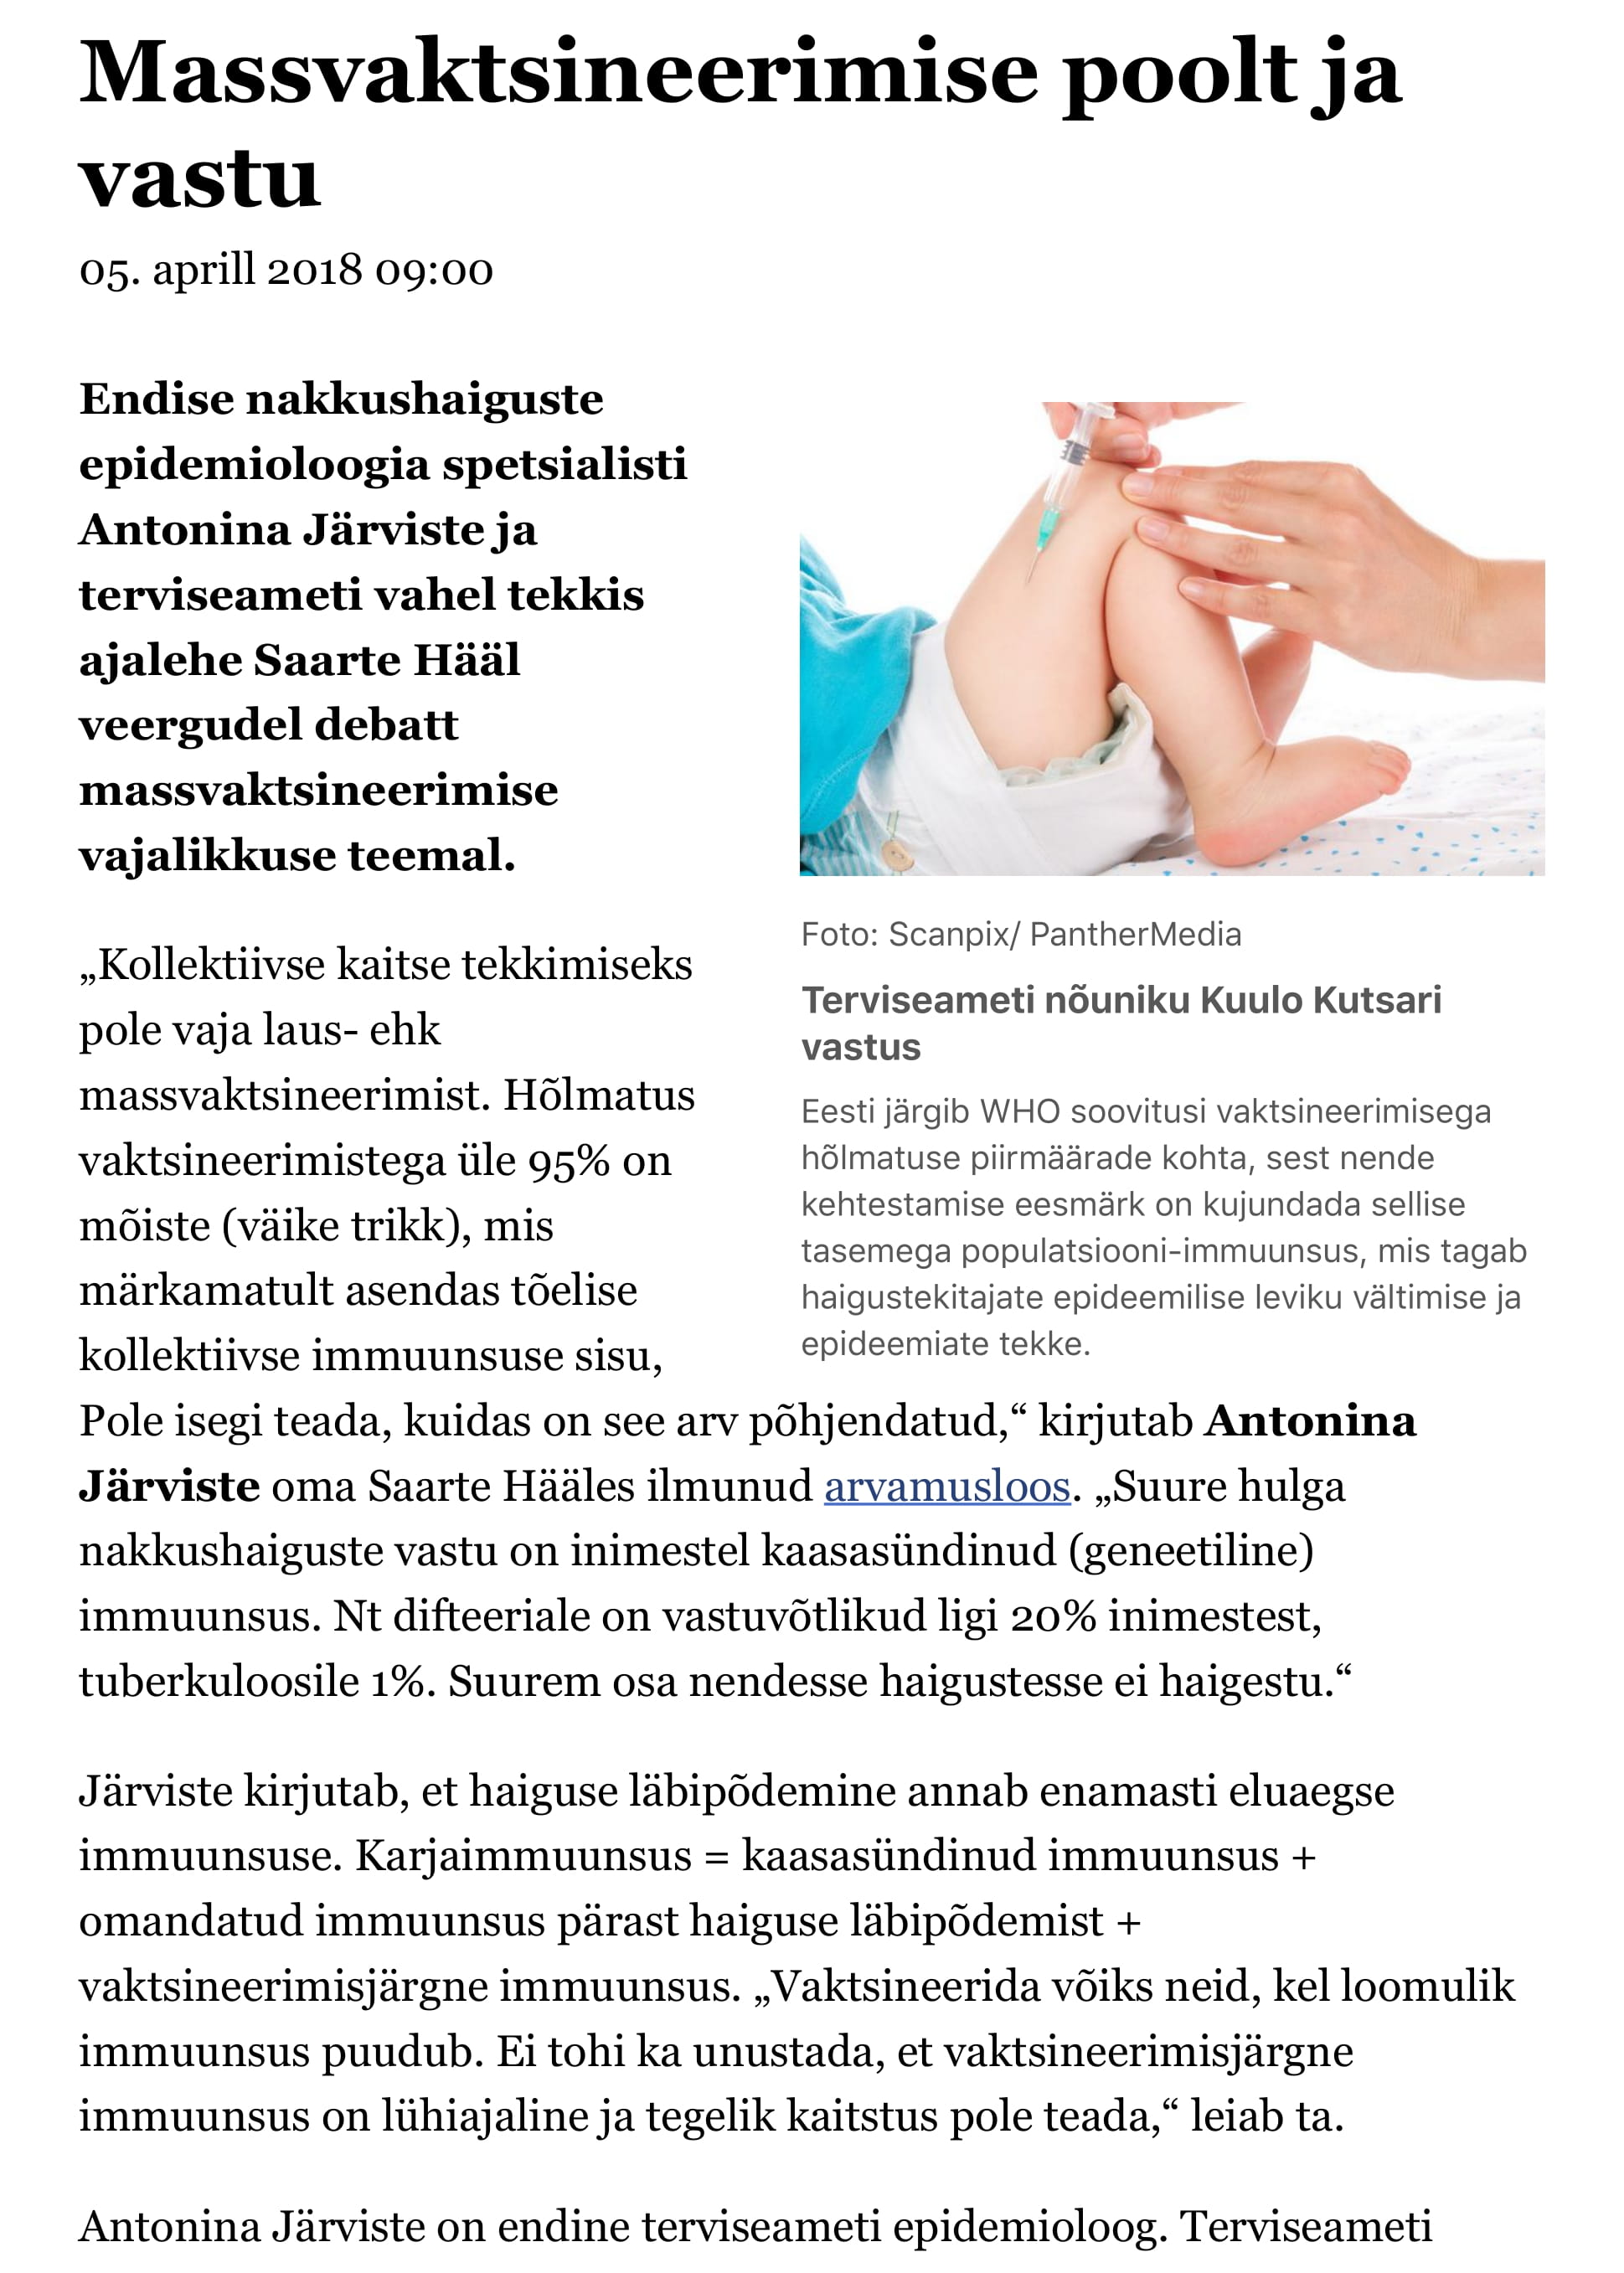 Massvaktsineerimise poolt ja
vastu
05. aprill 2018 09:00
Endise nakkushaiguste
epidemioloogia spetsialisti
Antonina Järviste ja
terviseameti vahel tekkis
ajalehe Saarte Hääl
veergudel debatt
massvaktsineerimise
vajalikkuse teemal.
Foto: Scanpix/ PantherMedia
Terviseameti nõuniku Kuulo Kutsari
vastus
Eesti järgib WHO soovitusi vaktsineerimisega
hõlmatuse piirmäärade kohta, sest nende
kehtestamise eesmärk on kujundada sellise
tasemega populatsiooni-immuunsus, mis tagab
haigustekitajate epideemilise leviku vältimise ja
epideemiate tekke.
„Kollektiivse kaitse tekkimiseks
pole vaja laus- ehk
massvaktsineerimist. Hõlmatus
vaktsineerimistega üle 95% on
mõiste (väike trikk), mis
märkamatult asendas tõelise
kollektiivse immuunsuse sisu,
Pole isegi teada, kuidas on see arv põhjendatud,“ kirjutab Antonina
Järviste oma Saarte Hääles ilmunud arvamusloos. „Suure hulga
nakkushaiguste vastu on inimestel kaasasündinud (geneetiline)
immuunsus. Nt difteeriale on vastuvõtlikud ligi 20% inimestest,
tuberkuloosile 1%. Suurem osa nendesse haigustesse ei haigestu.“
Järviste kirjutab, et haiguse läbipõdemine annab enamasti eluaegse
immuunsuse. Karjaimmuunsus = kaasasündinud immuunsus +
omandatud immuunsus pärast haiguse läbipõdemist +
vaktsineerimisjärgne immuunsus. „Vaktsineerida võiks neid, kel loomulik
immuunsus puudub. Ei tohi ka unustada, et vaktsineerimisjärgne
immuunsus on lühiajaline ja tegelik kaitstus pole teada,“ leiab ta.
Antonina Järviste on endine terviseameti epidemioloog. Terviseameti